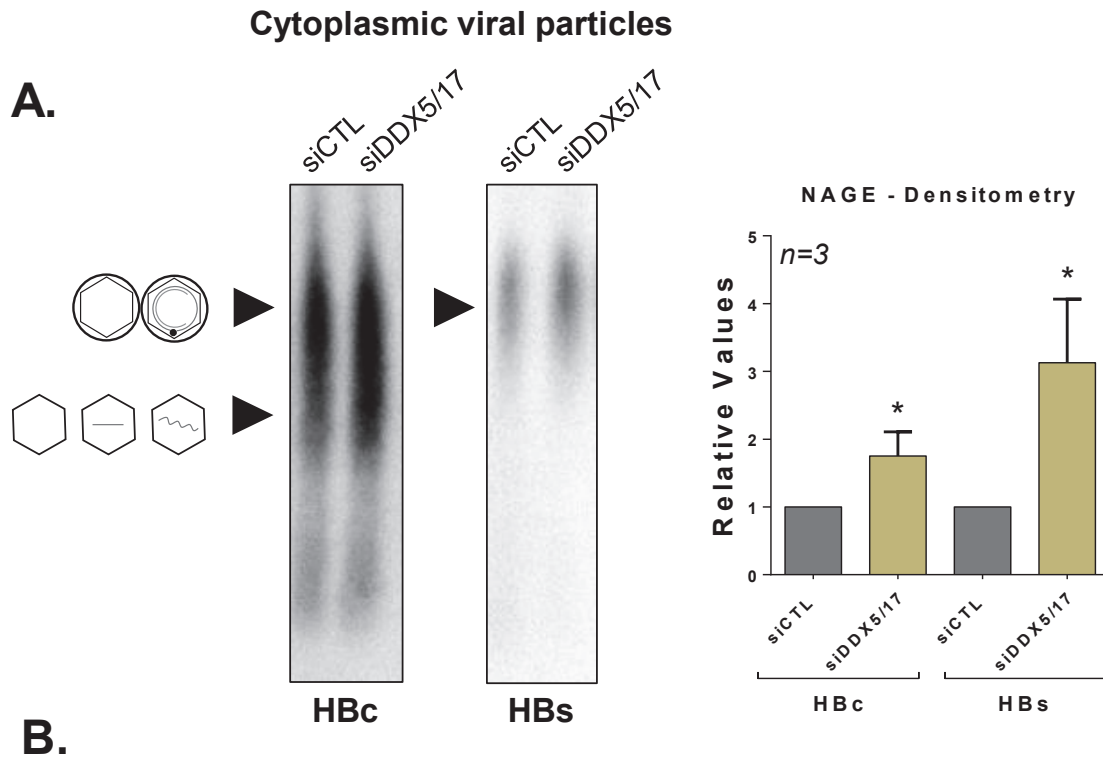 Cytoplasmic viral particles
A.
siCTL
siDDX5/17
siCTL
siDDX5/17
HBc
HBs
NAGE - Densitometry
n=3
Relative Values
5
4
3
2
1
0
*
*
siCTL
siDDX5/17
siCTL
siDDX5/17
HBc
HBs
B.